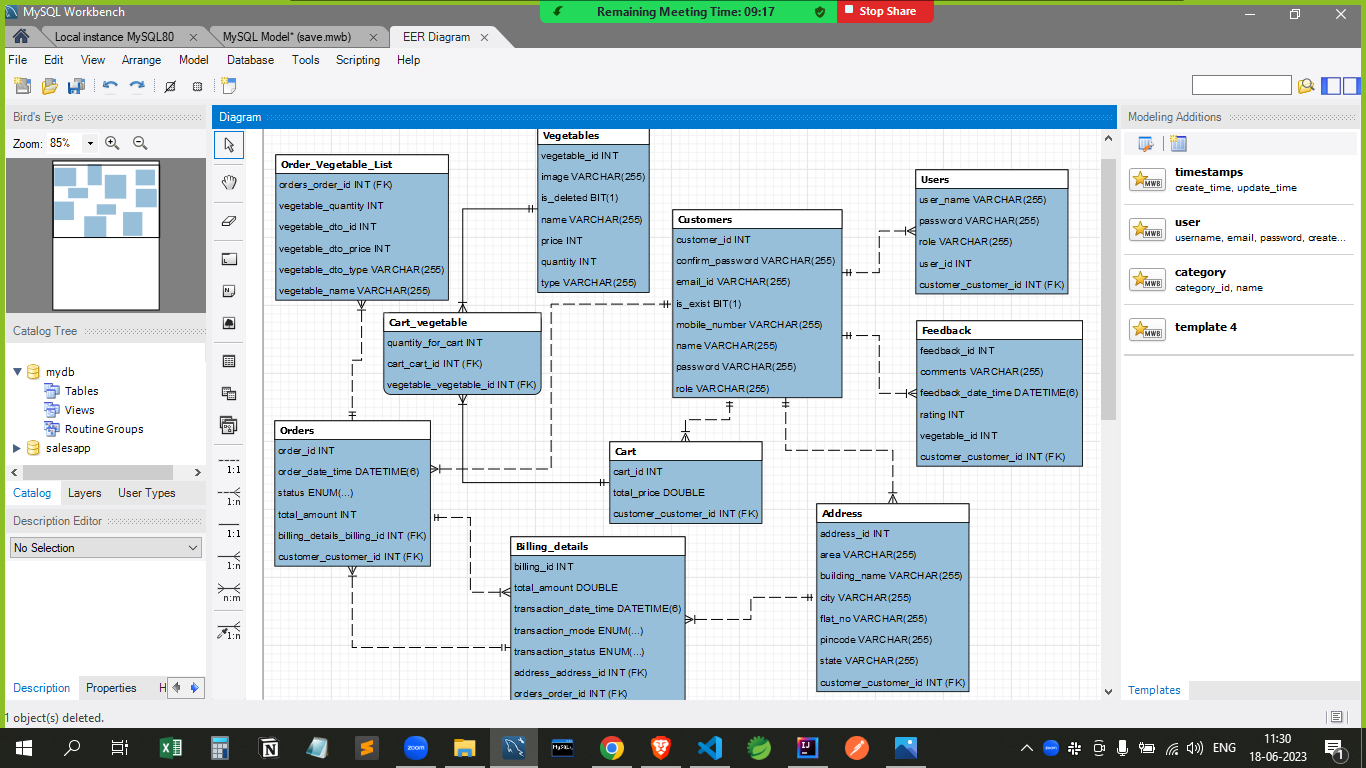 MySQL Workbench
Remaining Meeting Time: 09:17
Stop Share
Local instance MySQL80
MySQL Model* (save.mwb)
EER Diagram
File Edit View Arrange Model Database Tools Scripting Help
Bird's Eye
Zoom: 85%
Catalog Tree
mydb
Tables
Views
Routine Groups
salesapp
Catalog Layers User Types
Description Editor
No Selection
Description Properties H
1 object(s) deleted.
Diagram
1:1
1:n
1:1
1:n
n:m
1:n
Order_Vegetable_List
orders_order_id INT (FK)
vegetable_quantity INT
vegetable_dto_id INT
vegetable_dto_price INT
vegetable_dto_type VARCHAR(255)
vegetable_name VARCHAR(255)
Vegetables
vegetable_id INT
image VARCHAR(255)
is_deleted BIT(1)
name VARCHAR(255)
price INT
quantity INT
type VARCHAR(255)
Customers
customer_id INT
confirm_password VARCHAR(255)
email_id VARCHAR(255)
is_exist BIT(1)
mobile_number VARCHAR(255)
name VARCHAR(255)
password VARCHAR(255)
role VARCHAR(255)
Users
user_name VARCHAR(255)
password VARCHAR(255)
role VARCHAR(255)
user_id INT
customer_customer_id INT (FK)
Cart_vegetable
quantity_for_cart INT
cart_cart_id INT (FK)
vegetable_vegetable_id INT (FK)
Feedback
feedback_id INT
comments VARCHAR(255)
feedback_date_time DATETIME(6)
rating INT
vegetable_id INT
customer_customer_id INT (FK)
Orders
order_id INT
order_date_time DATETIME(6)
status ENUM(...)
total_amount INT
billing_details_billing_id INT (FK)
customer_customer_id INT (FK)
Cart
cart_id INT
total_price DOUBLE
customer_customer_id INT (FK)
Billing_details
billing_id INT
total_amount DOUBLE
transaction_date_time DATETIME(6)
transaction_mode ENUM(...)
transaction_status ENUM(...)
address_address_id INT (FK)
orders_order_id INT (FK)
Address
address_id INT
area VARCHAR(255)
building_name VARCHAR(255)
city VARCHAR(255)
flat_no VARCHAR(255)
pincode VARCHAR(255)
state VARCHAR(255)
customer_customer_id INT (FK)
Modeling Additions
MWB
timestamps
create_time, update_time
MWB
user
username, email, password, create...
MWB
category
category_id, name
MWB
template 4
Templates
zoom
MySQL
zoom
ENG
11:30
18-06-2023
1